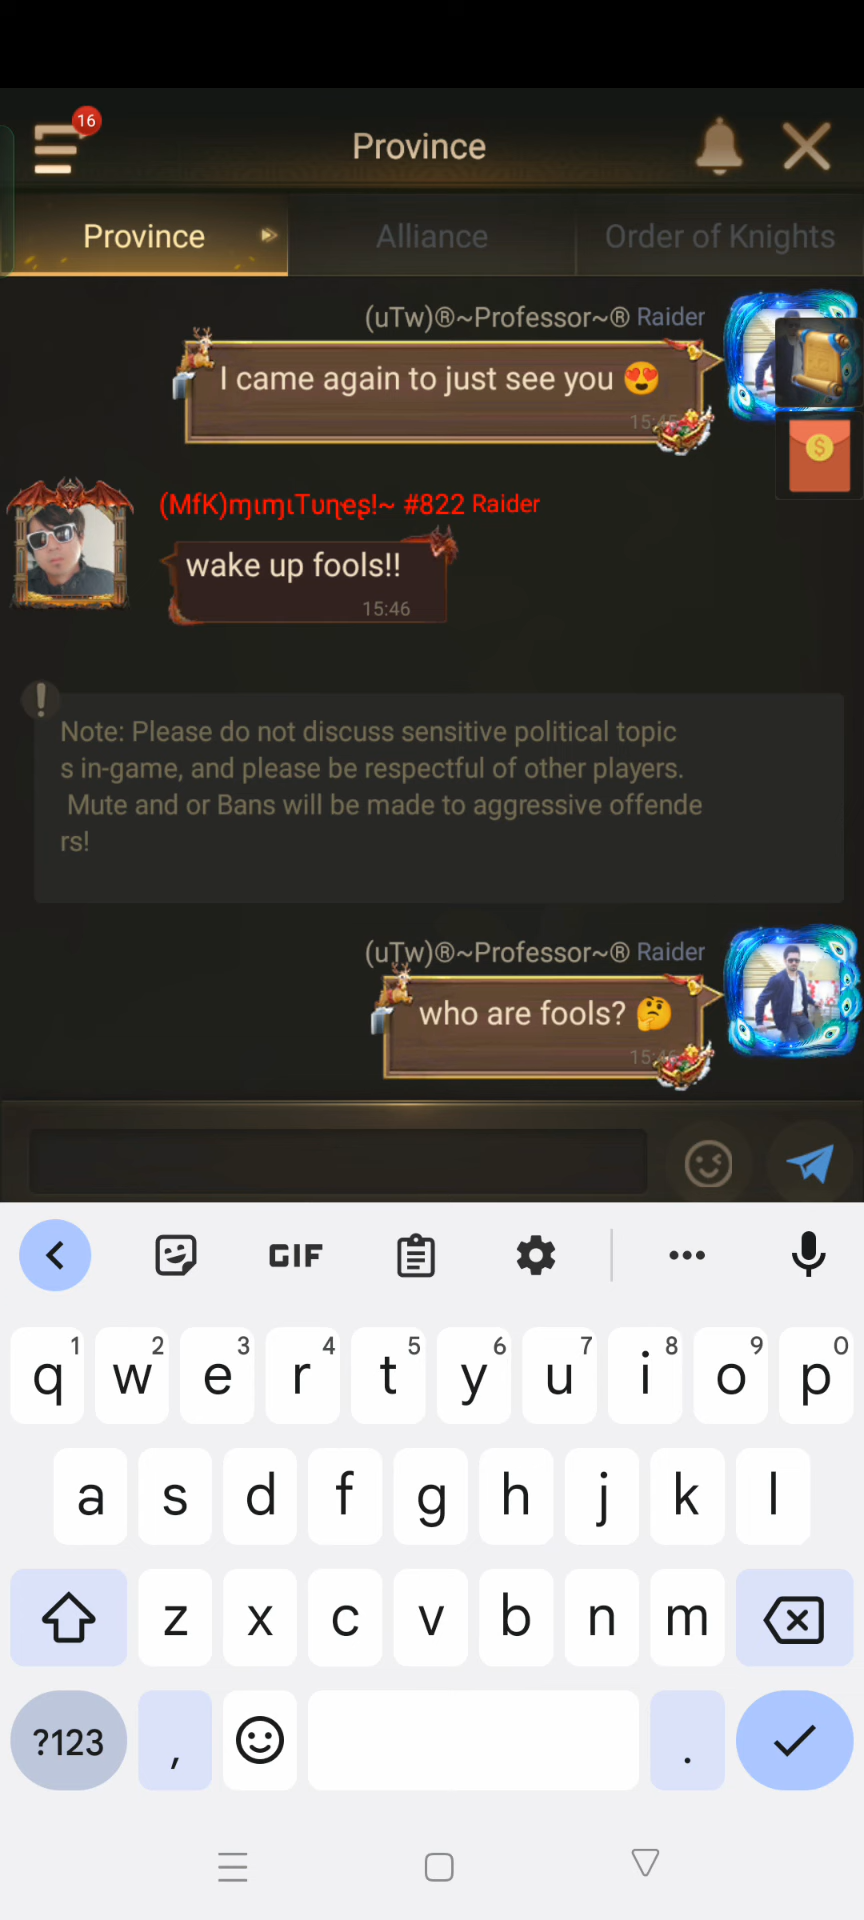 16
Province
Province
Alliance
Order of Knights
(uTw)®~Professor~® Raider
I came again to just see you 😍
(MfK)ɱιɱιTυɳҽʂ!~ #822 Raider
wake up fools!!
15:46
Note: Please do not discuss sensitive political topic
s in-game, and please be respectful of other players.
Mute and or Bans will be made to aggressive offende
rs!
(uTw)®~Professor~® Raider
who are fools? 🤔
GIF
q 1 w 2 e 3 r 4 t 5 y 6 u 7 i 8 o 9 p 0
a s d f g h j k l
z x c v b n m
?123 , .